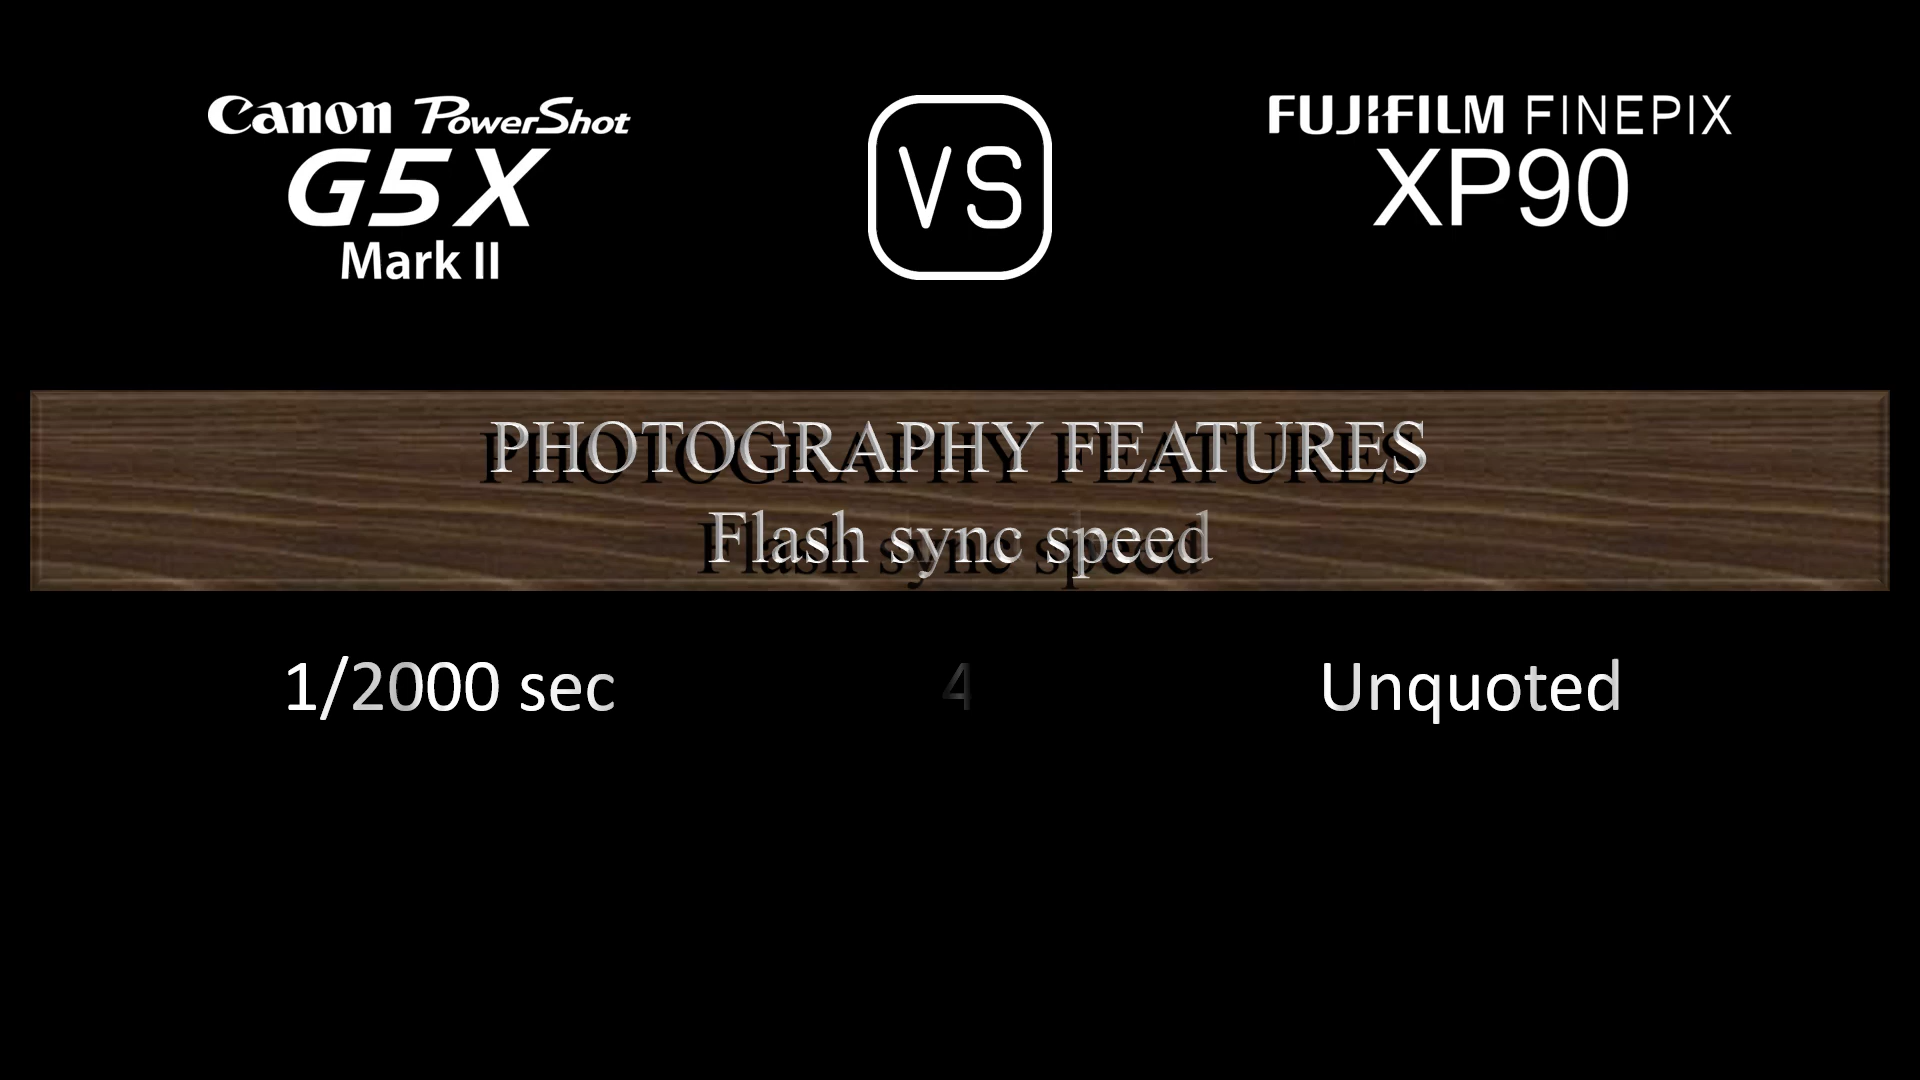 Canon PowerShot
G5 X
Mark II
VS
FUJIFILM FINEPIX
XP90
PHOTOGRAPHY FEATURES
Flash sync speed
1/2000 sec
4
Unquoted